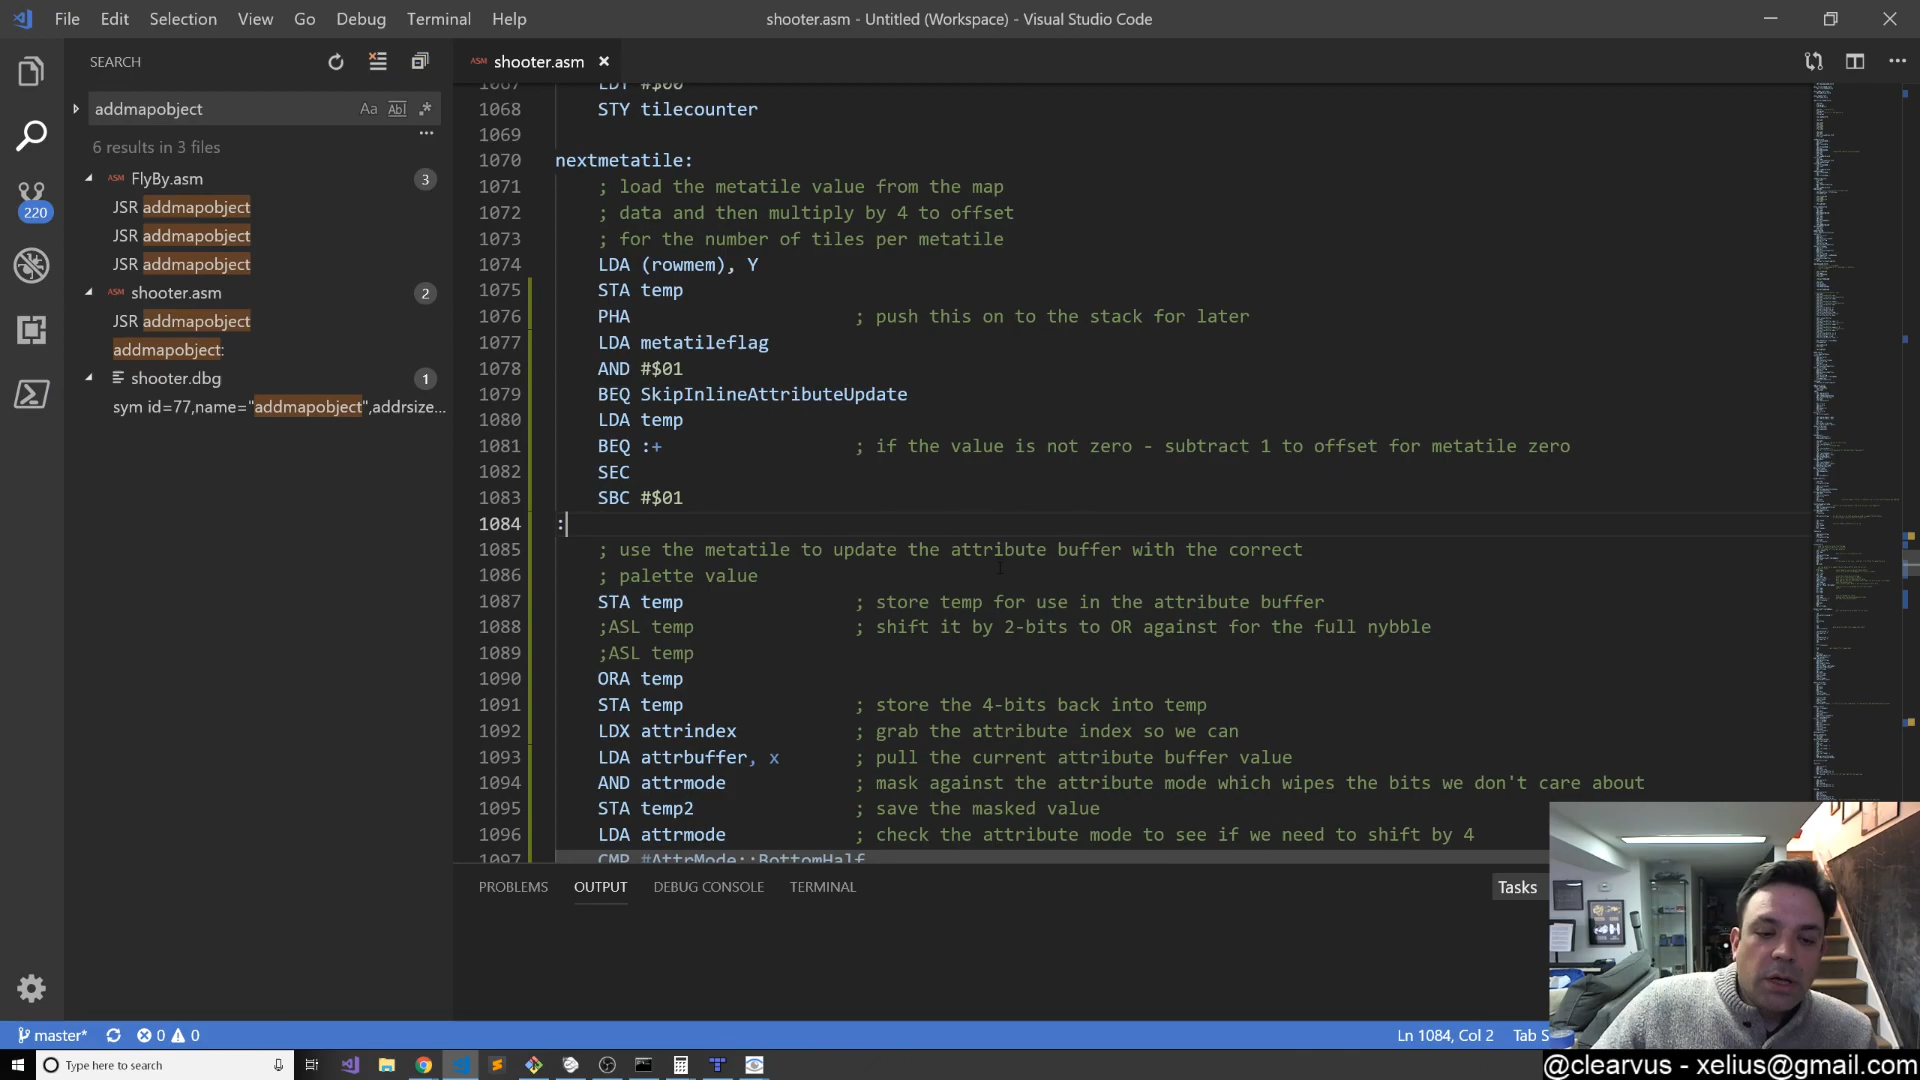 File Edit Selection View Go Debug Terminal Help
shooter.asm - Untitled (Workspace) - Visual Studio Code
SEARCH
ASM shooter.asm
addmapobject
Aa Abl .*
6 results in 3 files
ASM FlyBy.asm 3
JSR addmapobject
JSR addmapobject
JSR addmapobject
ASM shooter.asm 2
JSR addmapobject
addmapobject:
shooter.dbg 1
sym id=77,name="addmapobject",addrsize...
220
1067 LDY #$00
1068 STY tilecounter
1069
1070 nextmetatile:
1071 ; load the metatile value from the map
1072 ; data and then multiply by 4 to offset
1073 ; for the number of tiles per metatile
1074 LDA (rowmem), Y
1075 STA temp
1076 PHA ; push this on to the stack for later
1077 LDA metatileflag
1078 AND #$01
1079 BEQ SkipInlineAttributeUpdate
1080 LDA temp
1081 BEQ :+ ; if the value is not zero - subtract 1 to offset for metatile zero
1082 SEC
1083 SBC #$01
1084 :
1085 ; use the metatile to update the attribute buffer with the correct
1086 ; palette value
1087 STA temp ; store temp for use in the attribute buffer
1088 ;ASL temp ; shift it by 2-bits to OR against for the full nybble
1089 ;ASL temp
1090 ORA temp
1091 STA temp ; store the 4-bits back into temp
1092 LDX attrindex ; grab the attribute index so we can
1093 LDA attrbuffer, x ; pull the current attribute buffer value
1094 AND attrmode ; mask against the attribute mode which wipes the bits we don't care about
1095 STA temp2 ; save the masked value
1096 LDA attrmode ; check the attribute mode to see if we need to shift by 4
1097 CMP #AttrMode::BottomHalf
PROBLEMS OUTPUT DEBUG CONSOLE TERMINAL
Tasks
master* 0 0
Ln 1084, Col 2 Tab S
Type here to search
@clearvus - xelius@gmail.com